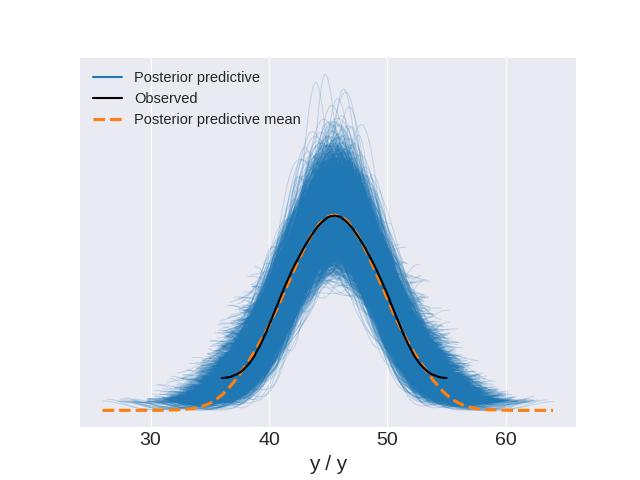 Posterior predictive
Observed
Posterior predictive mean
30 40 50 60
y / y